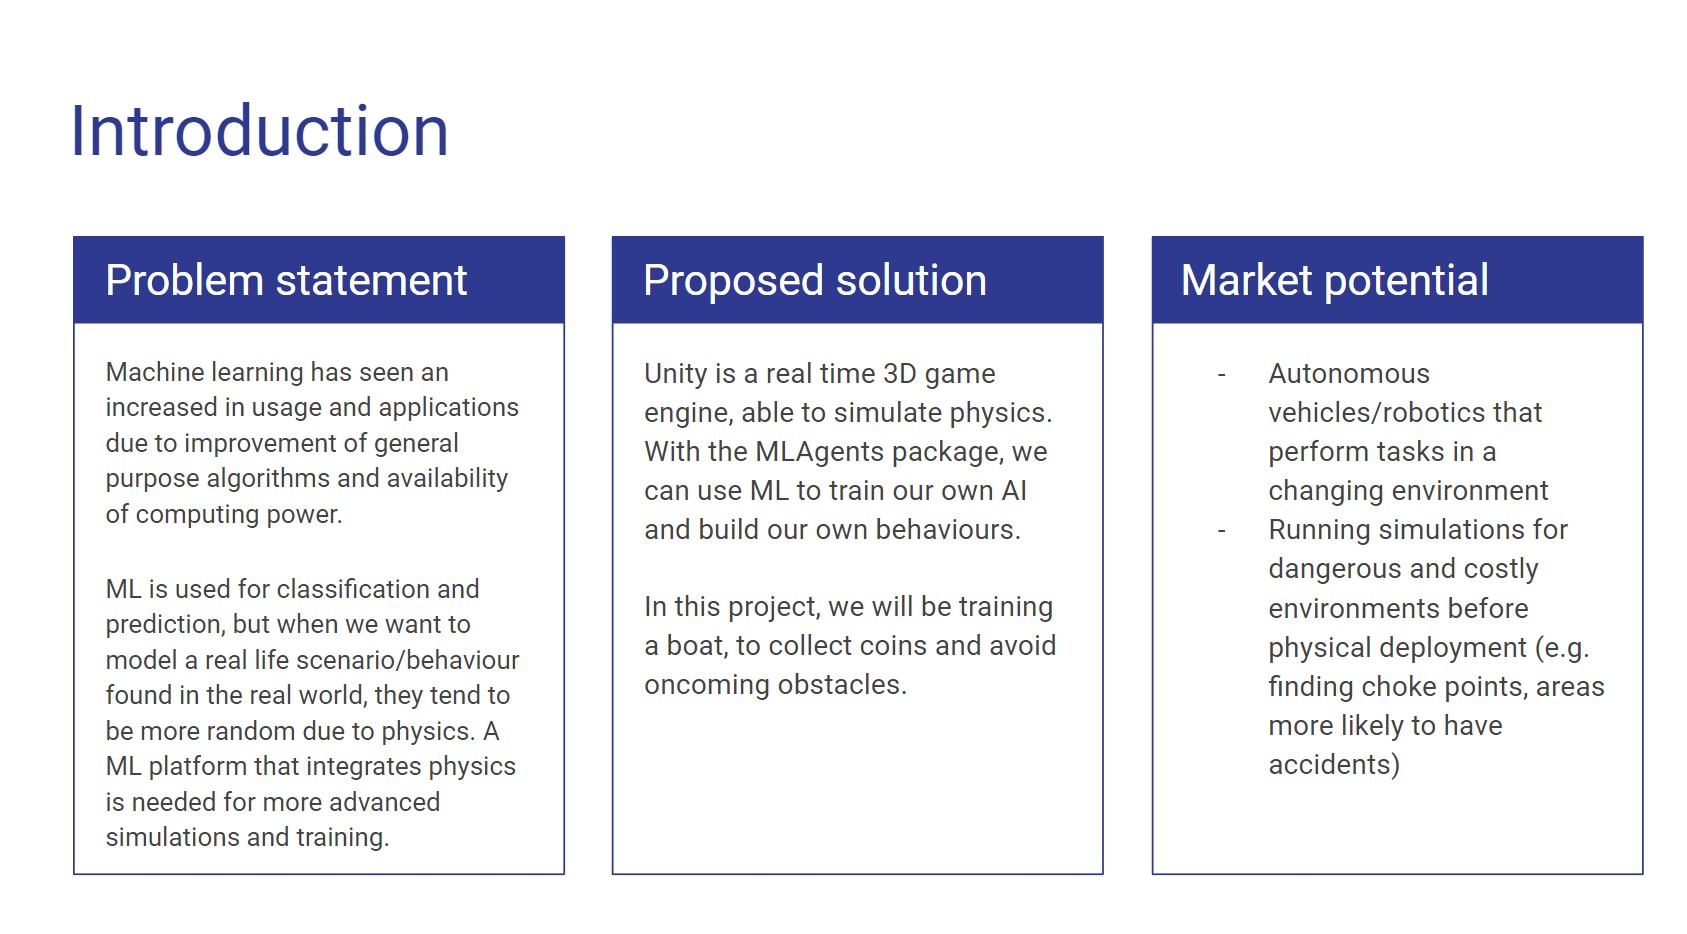 Introduction
Problem statement
Machine learning has seen an
increased in usage and applications
due to improvement of general
purpose algorithms and availability
of computing power.
ML is used for classification and
prediction, but when we want to
model a real life scenario/behaviour
found in the real world, they tend to
be more random due to physics. A
ML platform that integrates physics
is needed for more advanced
simulations and training.
Proposed solution
Unity is a real time 3D game
engine, able to simulate physics.
With the MLAgents package, we
can use ML to train our own AI
and build our own behaviours.
In this project, we will be training
a boat, to collect coins and avoid
oncoming obstacles.
Market potential
- Autonomous
vehicles/robotics that
perform tasks in a
changing environment
- Running simulations for
dangerous and costly
environments before
physical deployment (e.g.
finding choke points, areas
more likely to have
accidents)